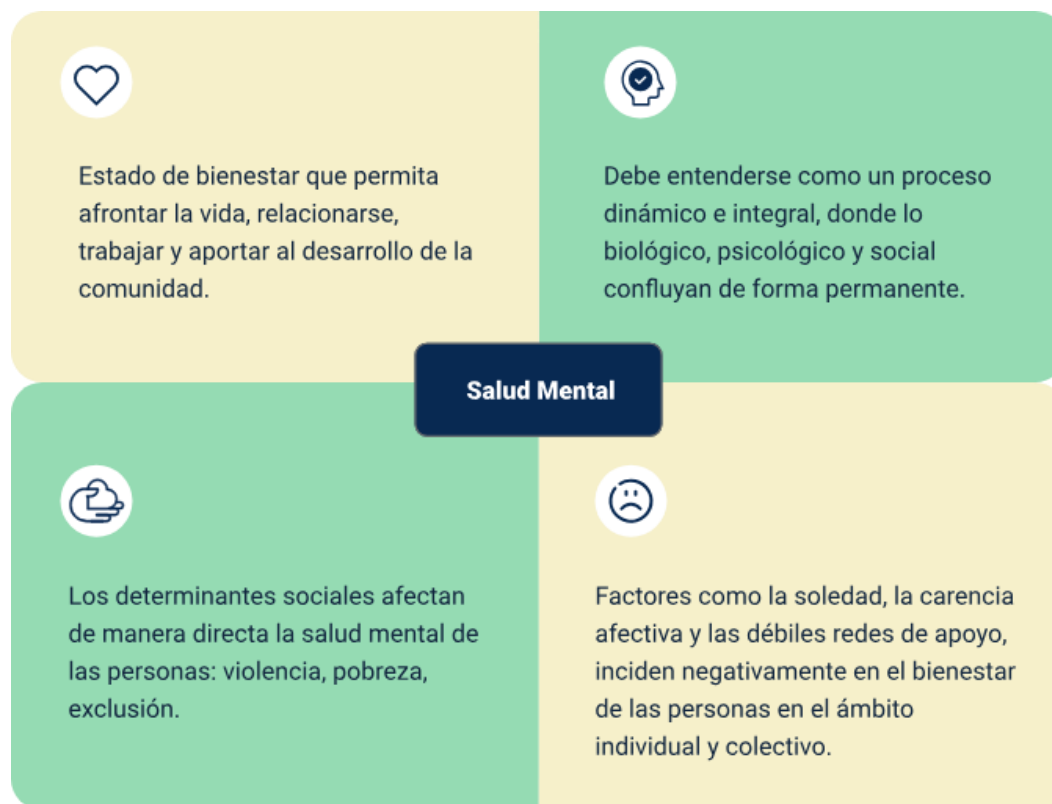 Estado de bienestar que permita
afrontar la vida, relacionarse,
trabajar y aportar al desarrollo de la
comunidad.
Debe entenderse como un proceso
dinámico e integral, donde lo
biológico, psicológico y social
confluyan de forma permanente.
Salud Mental
Los determinantes sociales afectan
de manera directa la salud mental de
las personas: violencia, pobreza,
exclusión.
Factores como la soledad, la carencia
afectiva y las débiles redes de apoyo,
inciden negativamente en el bienestar
de las personas en el ámbito
individual y colectivo.